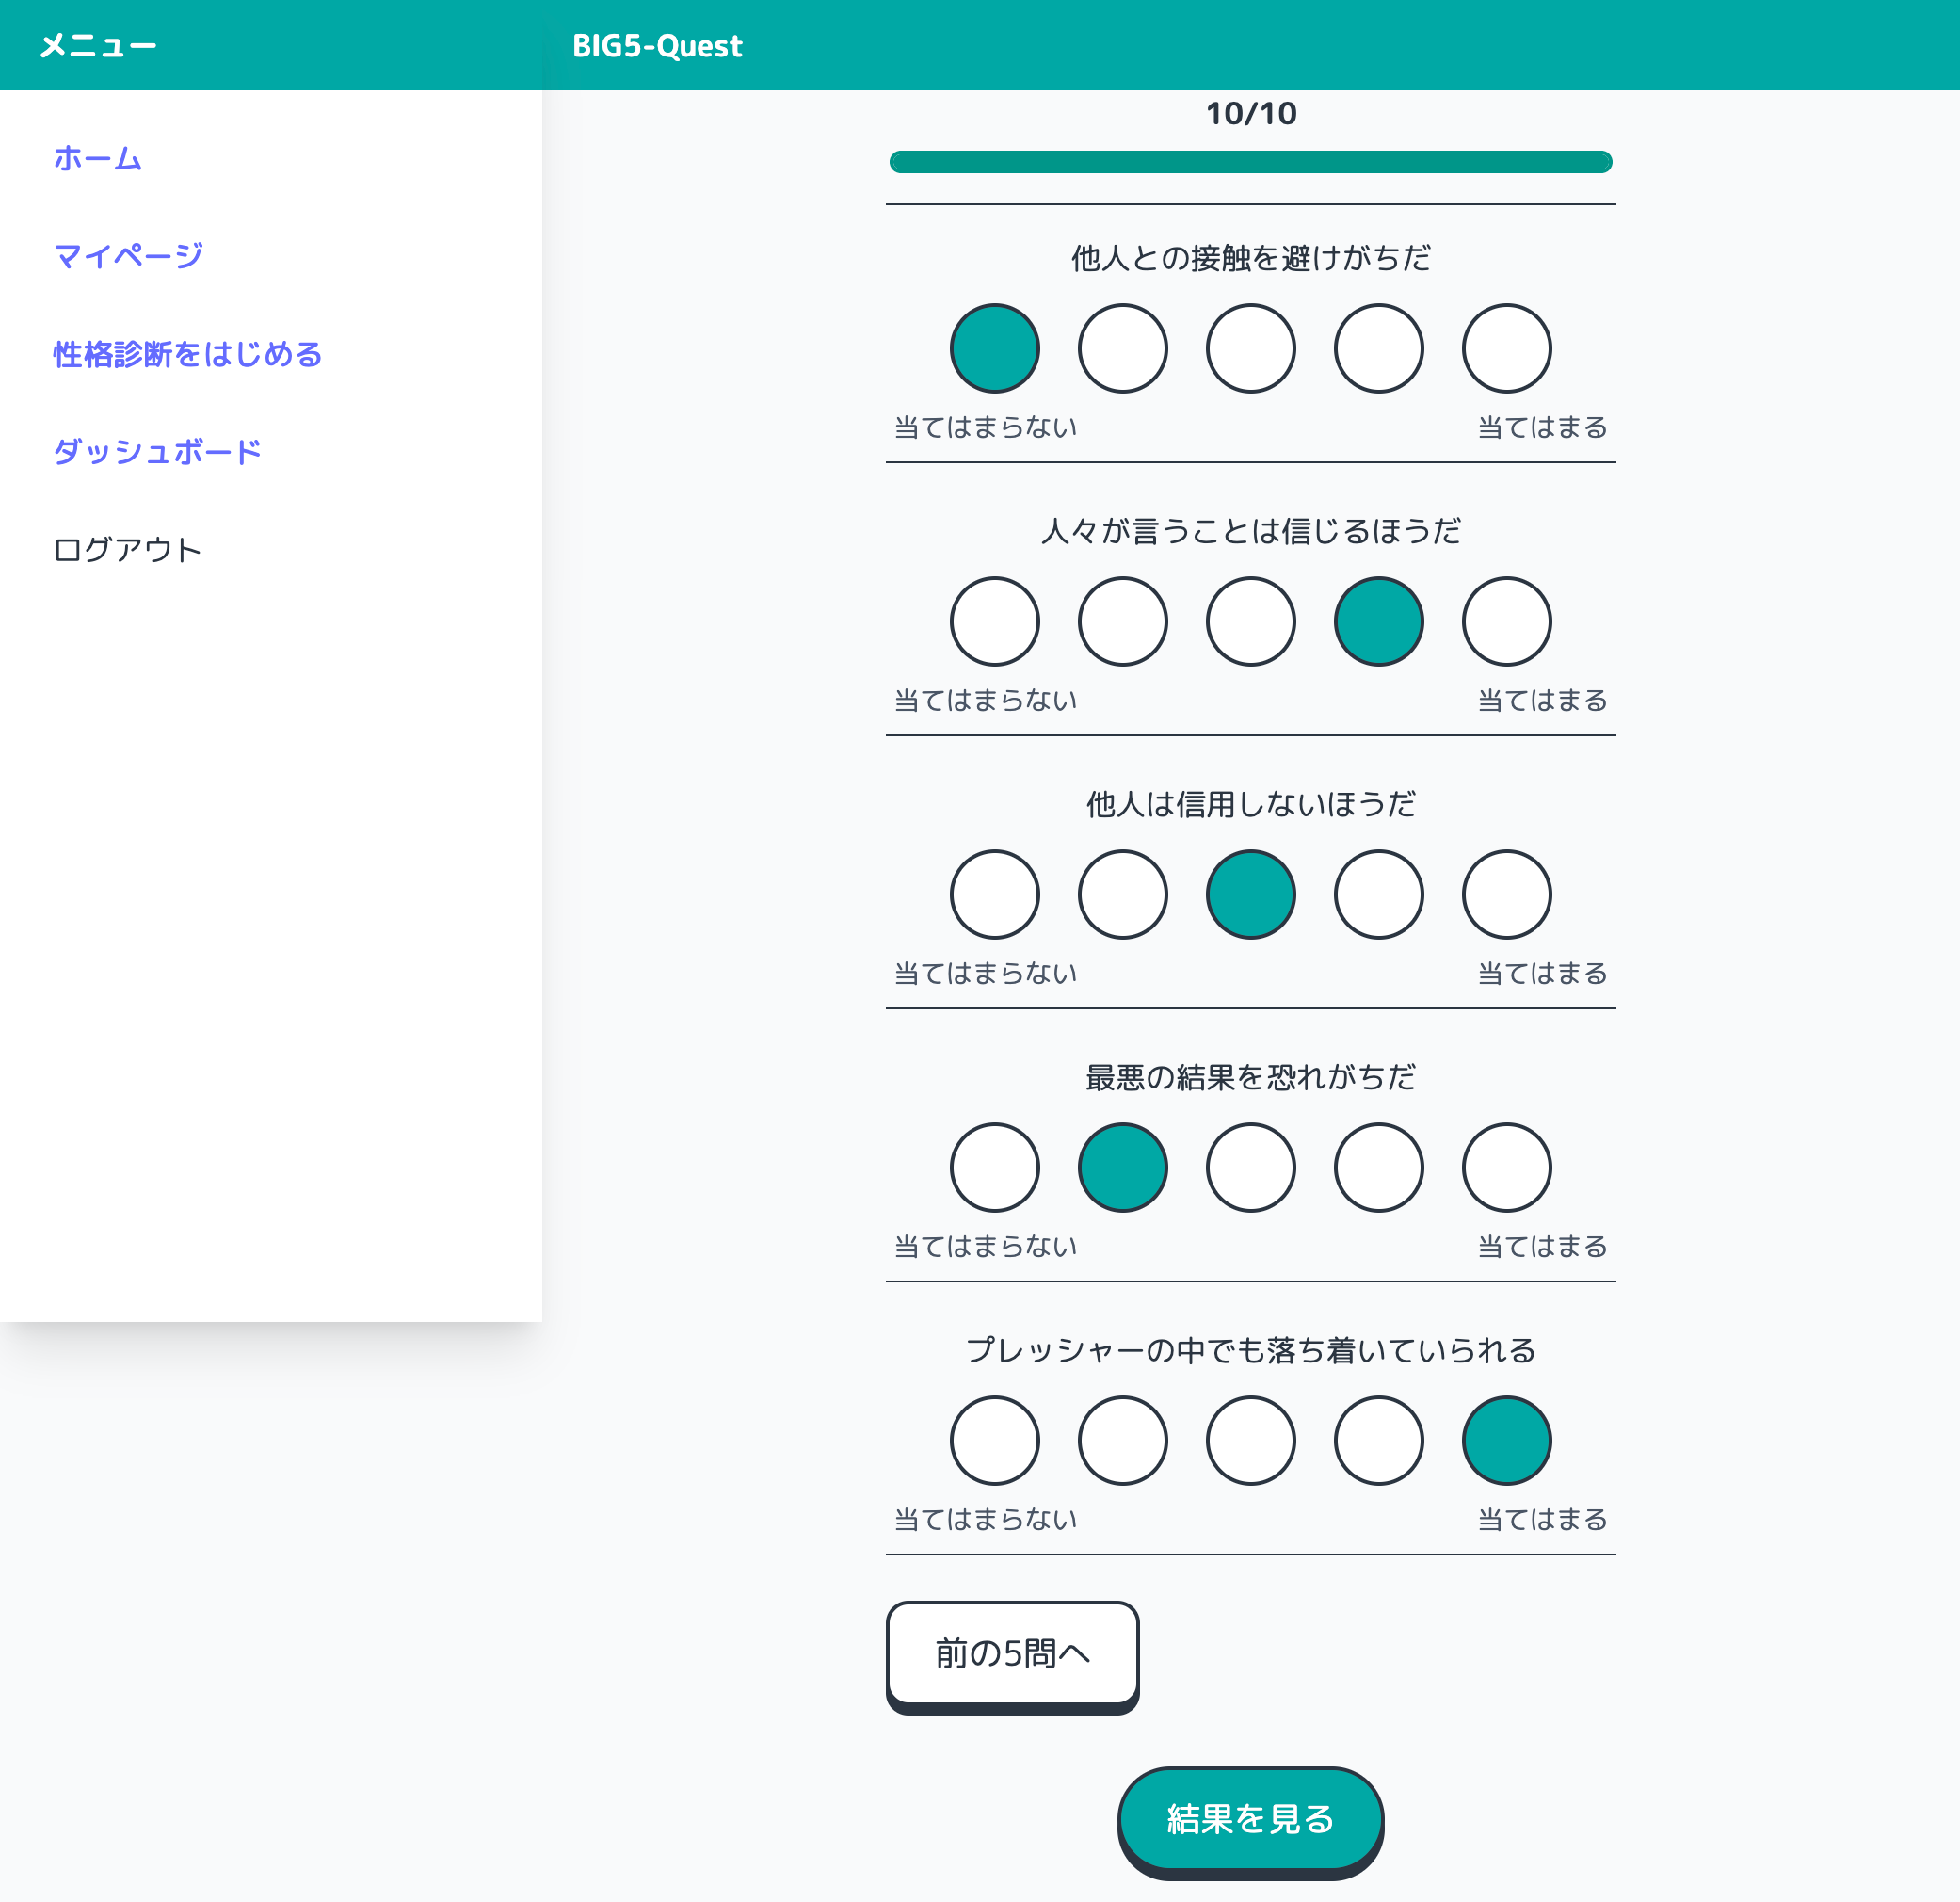 メニュー
BIG5-Quest
ホーム
マイページ
性格診断をはじめる
ダッシュボード
ログアウト
10/10
他人との接触を避けがちだ
当てはまらない 当てはまる
人々が言うことは信じるほうだ
当てはまらない 当てはまる
他人は信用しないほうだ
当てはまらない 当てはまる
最悪の結果を恐れがちだ
当てはまらない 当てはまる
プレッシャーの中でも落ち着いていられる
当てはまらない 当てはまる
前の5問へ
結果を見る